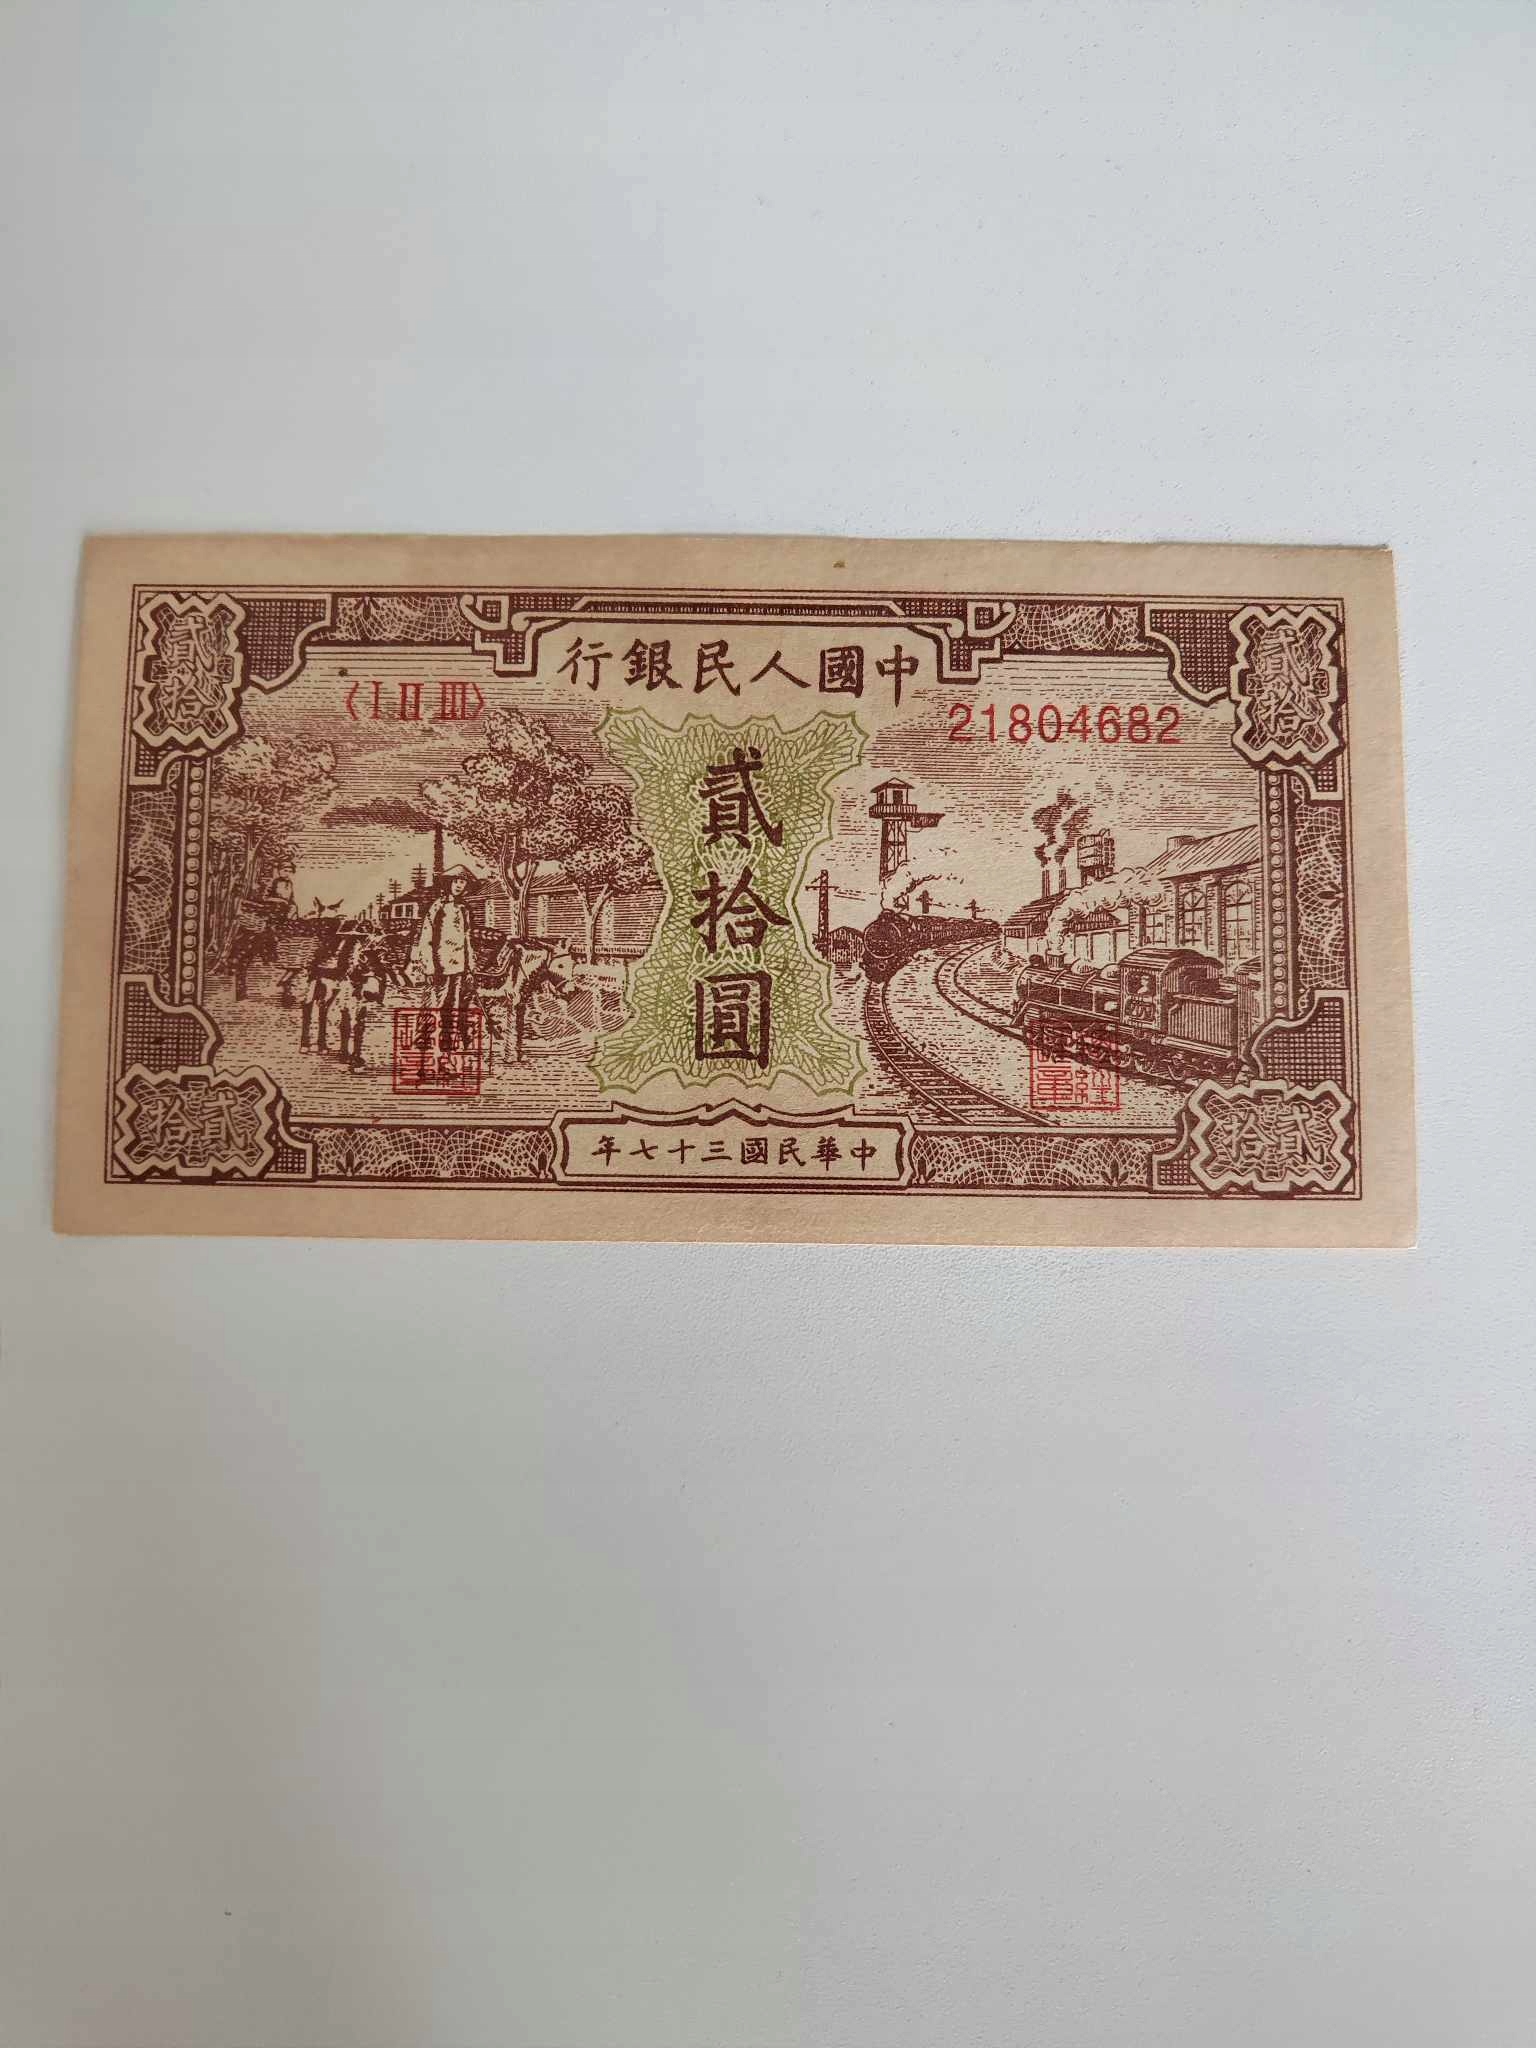 中國人民銀行
〈I II III〉
21804682
貳拾
貳拾
貳拾圓
貳拾
貳拾
中華民國三十七年